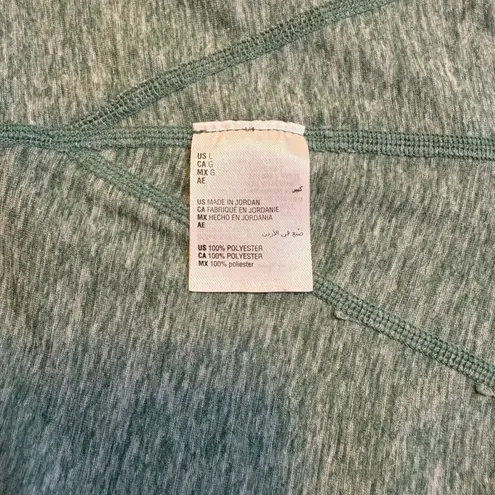 US L
CA G
MX G
AE
كبير
US MADE IN JORDAN
CA FABRIQUÉ EN JORDANIE
MX HECHO EN JORDANIA
AE
صنع في الأردن
US 100% POLYESTER
CA 100% POLYESTER
MX 100% poliester